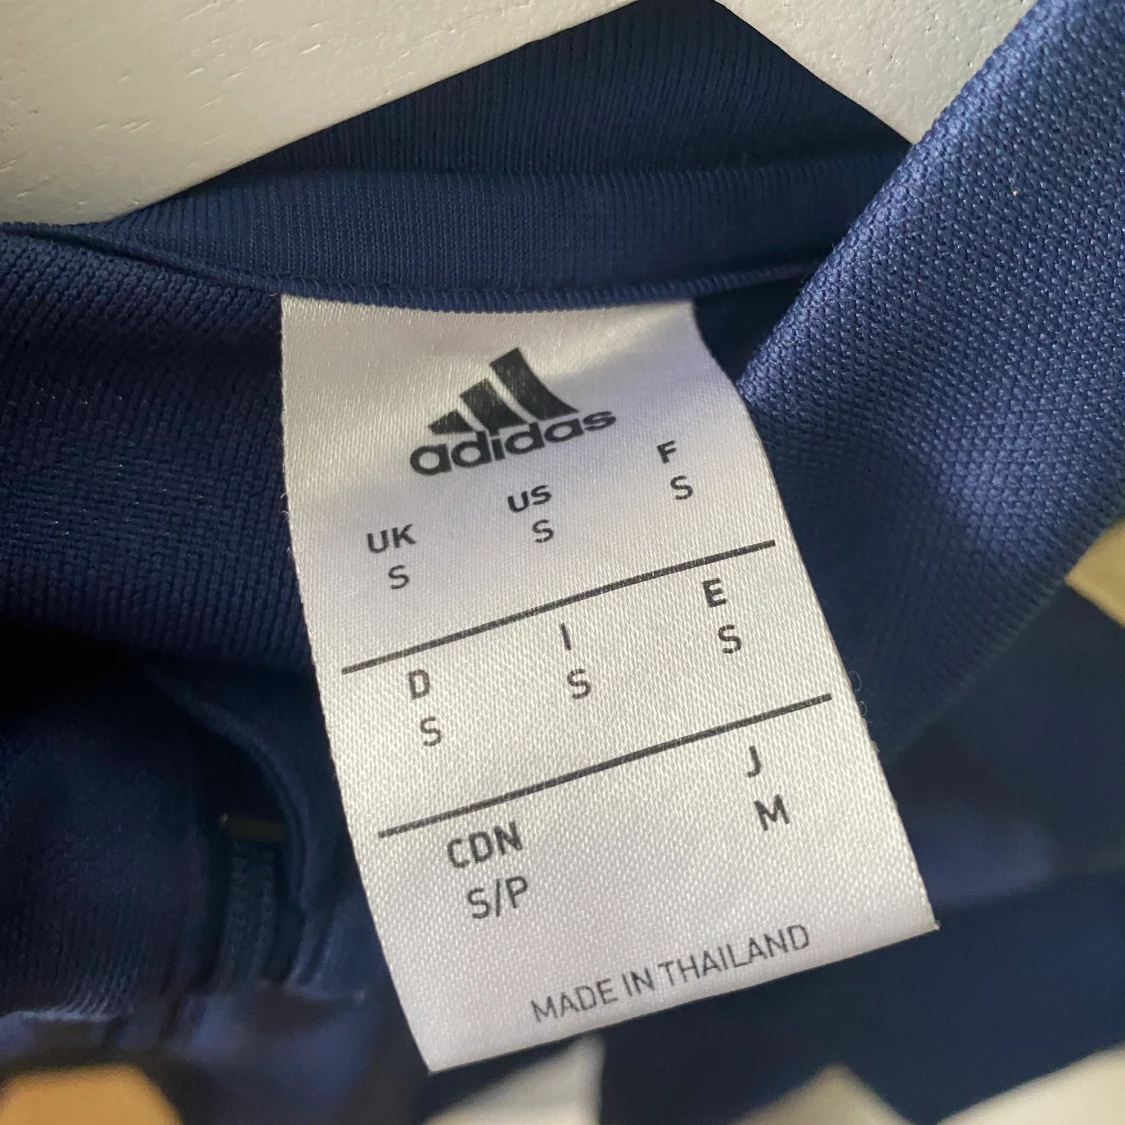 adidas
UK US F
S S S
D I E
S S S
CDN J
S/P M
MADE IN THAILAND